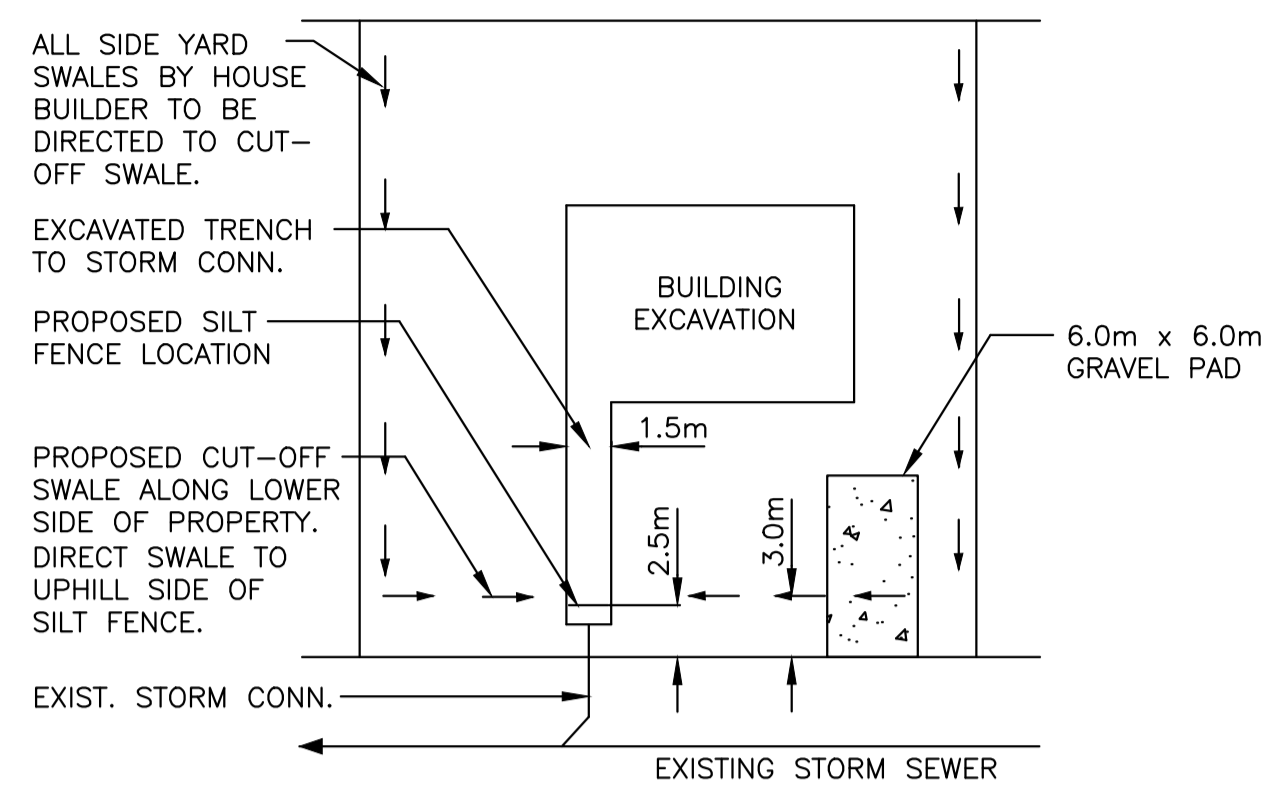 ALL SIDE YARD
SWALES BY HOUSE
BUILDER TO BE
DIRECTED TO CUT-
OFF SWALE.
EXCAVATED TRENCH
TO STORM CONN.
PROPOSED SILT
FENCE LOCATION
PROPOSED CUT-OFF
SWALE ALONG LOWER
SIDE OF PROPERTY.
DIRECT SWALE TO
UPHILL SIDE OF
SILT FENCE.
EXIST. STORM CONN.
BUILDING
EXCAVATION
1.5m
2.5m
3.0m
6.0m x 6.0m
GRAVEL PAD
EXISTING STORM SEWER